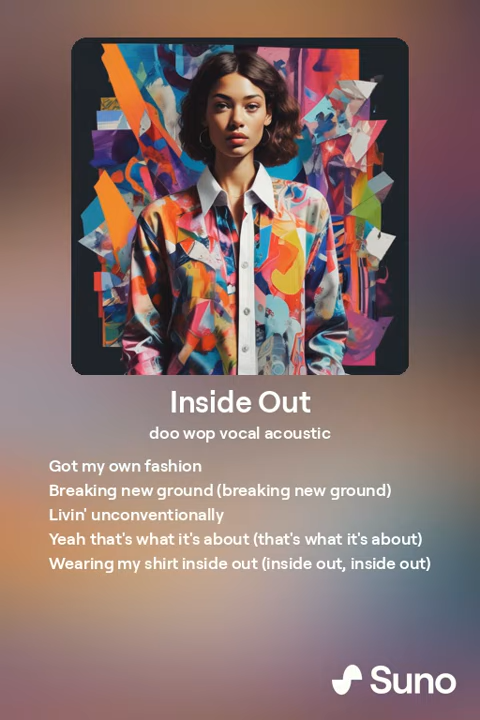 Inside Out
doo wop vocal acoustic
Got my own fashion
Breaking new ground (breaking new ground)
Livin' unconventionally
Yeah that's what it's about (that's what it's about)
Wearing my shirt inside out (inside out, inside out)
Suno